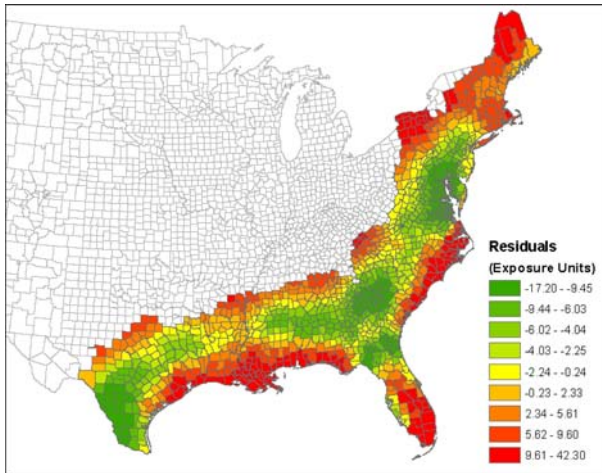 Residuals
(Exposure Units)
-17.20 - -9.45
-9.44 - -6.03
-6.02 - -4.04
-4.03 - -2.25
-2.24 - -0.24
-0.23 - 2.33
2.34 - 5.61
5.62 - 9.60
9.61 - 42.30